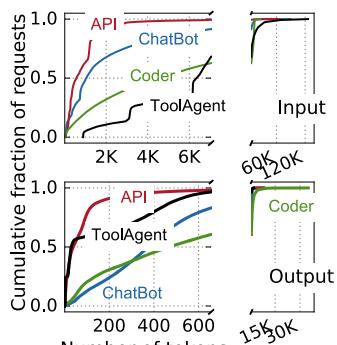 Cumulative fraction of requests
1.0
0.5
0.0
API
ChatBot
Coder
ToolAgent
2K 4K 6K
Input
60K 120K
1.0
0.5
0.0
API
ToolAgent
ChatBot
200 400 600
Coder
Output
15K 30K